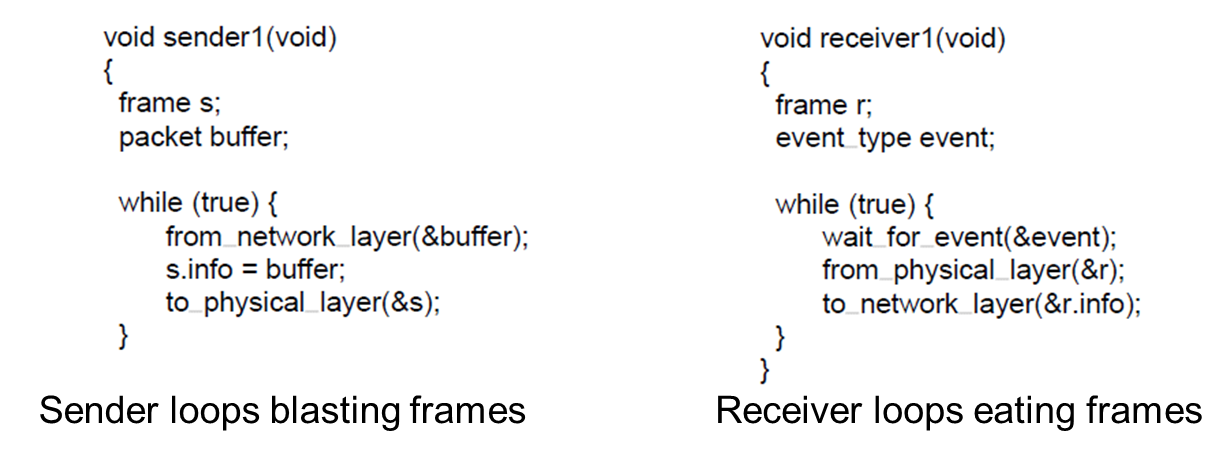 void sender1(void)
{
frame s;
packet buffer;
while (true) {
from_network_layer(&buffer);
s.info = buffer;
to_physical_layer(&s);
}
Sender loops blasting frames
void receiver1(void)
{
frame r;
event_type event;
while (true) {
wait_for_event(&event);
from_physical_layer(&r);
to_network_layer(&r.info);
}
}
Receiver loops eating frames